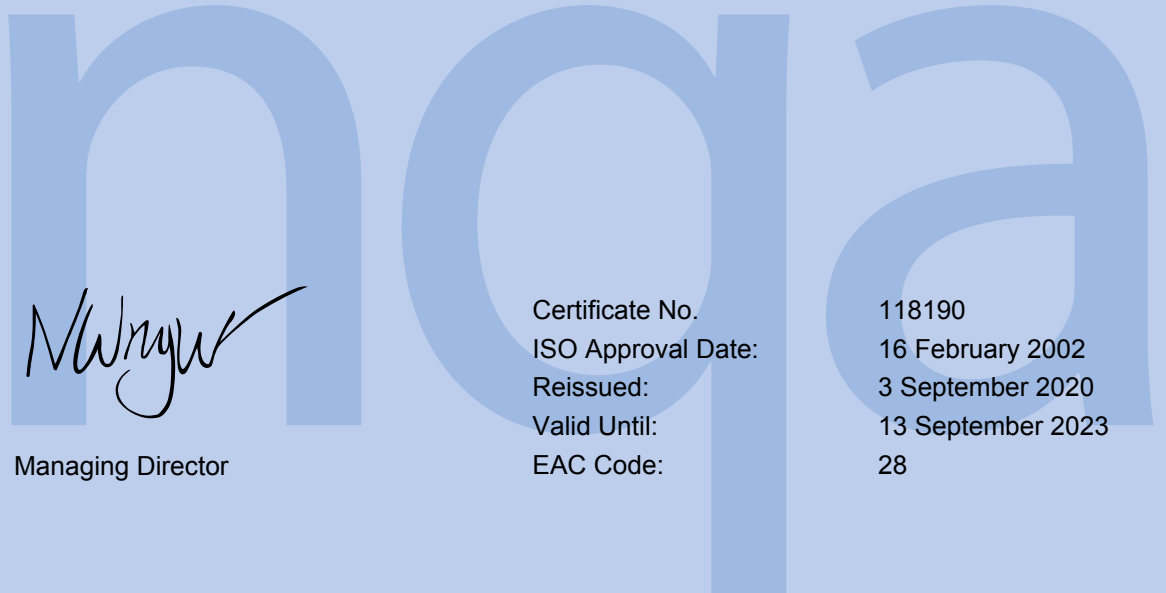 nqa
Certificate No. 118190
ISO Approval Date: 16 February 2002
Reissued: 3 September 2020
Valid Until: 13 September 2023
Managing Director EAC Code: 28